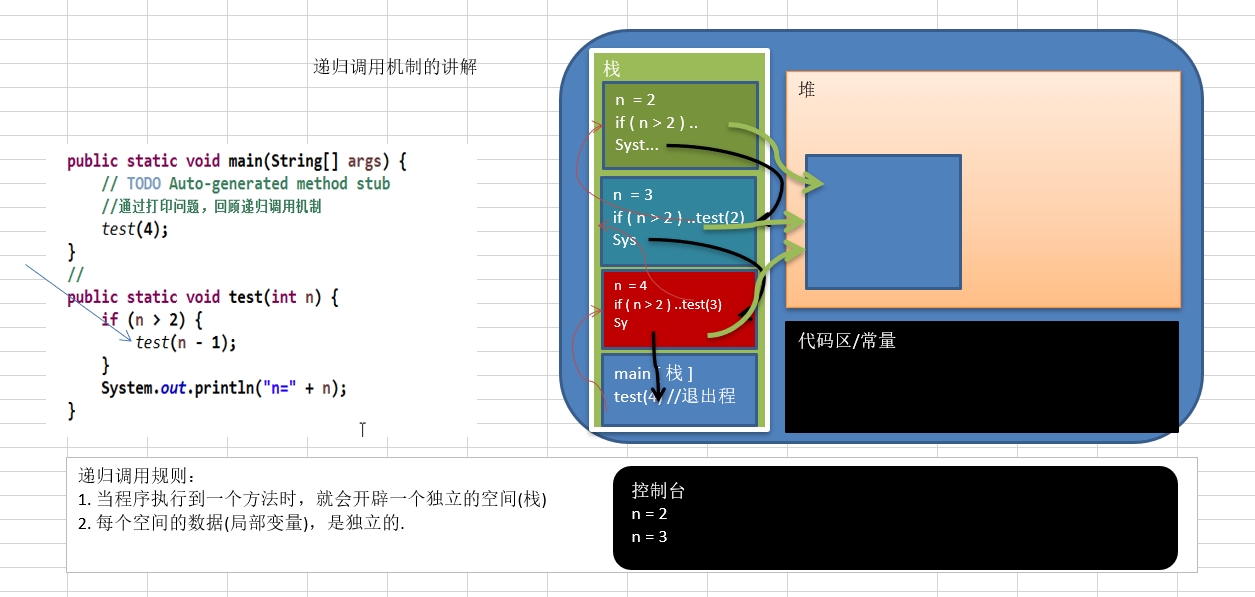 递归调用机制的讲解
public static void main(String[] args) {
// TODO Auto-generated method stub
//通过打印问题，回顾递归调用机制
test(4);
}
//
public static void test(int n) {
if (n > 2) {
test(n - 1);
}
System.out.println("n=" + n);
}
栈
n = 2
if ( n > 2 ) ..
Syst...
n = 3
if ( n > 2 ) ..test(2)
Sys
n = 4
if ( n > 2 ) ..test(3)
Sy
main [ 栈 ]
test(4) //退出程
堆
代码区/常量
递归调用规则：
1. 当程序执行到一个方法时，就会开辟一个独立的空间(栈)
2. 每个空间的数据(局部变量)，是独立的.
控制台
n = 2
n = 3